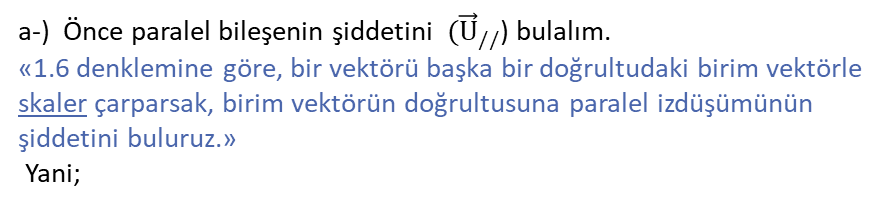 a-) Önce paralel bileşenin şiddetini (U⃗//) bulalım.
«1.6 denklemine göre, bir vektörü başka bir doğrultudaki birim vektörle
skaler çarparsak, birim vektörün doğrultusuna paralel izdüşümünün
şiddetini buluruz.»
Yani;